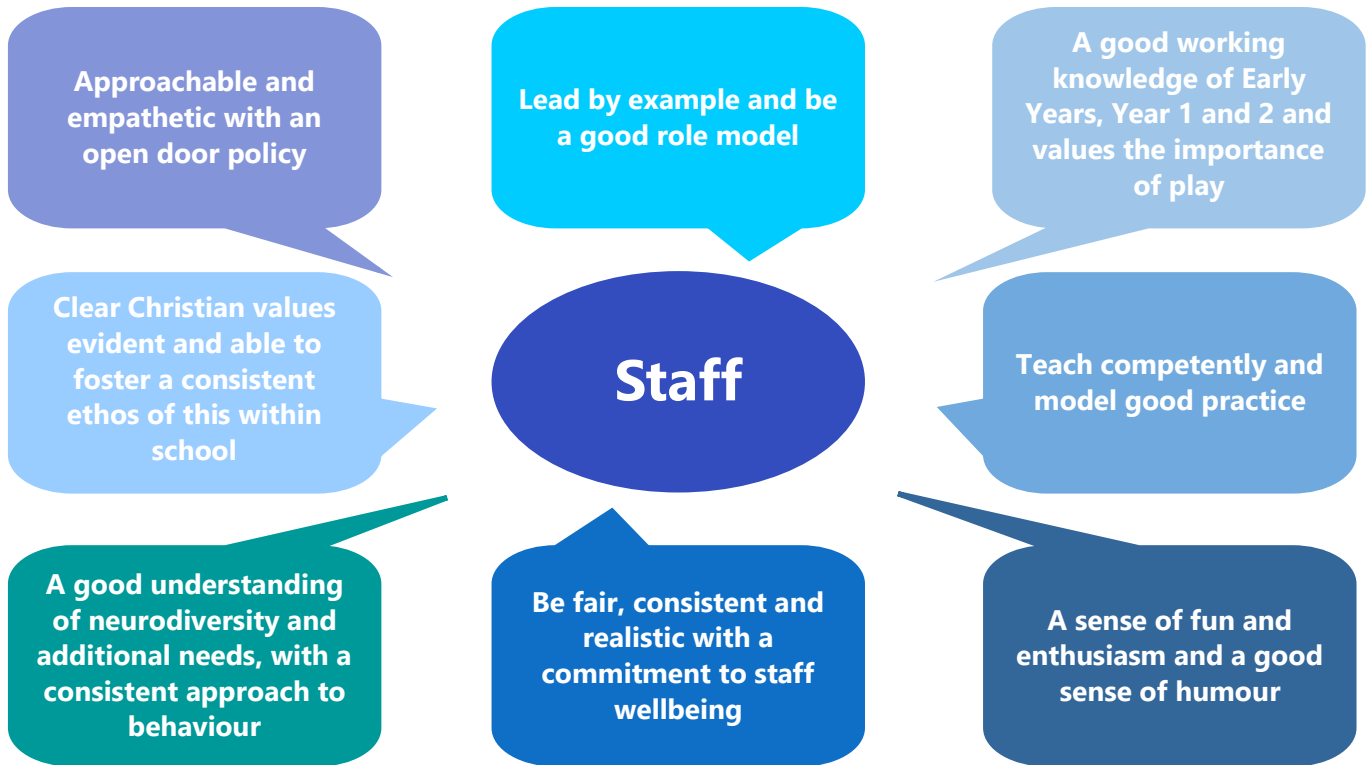 Approachable and
empathetic with an
open door policy
Lead by example and be
a good role model
A good working
knowledge of Early
Years, Year 1 and 2 and
values the importance
of play
Clear Christian values
evident and able to
foster a consistent
ethos of this within
school
Staff
Teach competently and
model good practice
A good understanding
of neurodiversity and
additional needs, with a
consistent approach to
behaviour
Be fair, consistent and
realistic with a
commitment to staff
wellbeing
A sense of fun and
enthusiasm and a good
sense of humour